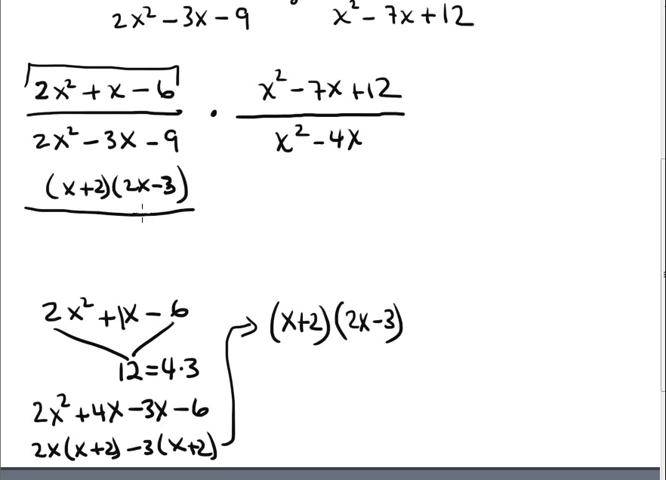 2x² - 3x - 9    x² - 7x + 12
2x² + x - 6    x² - 7x + 12
2x² - 3x - 9 · x² - 4x
(x+2)(2x-3)
2x² + 1x - 6    (x+2)(2x-3)
12 = 4·3
2x² + 4x - 3x - 6
2x(x+2) - 3(x+2)